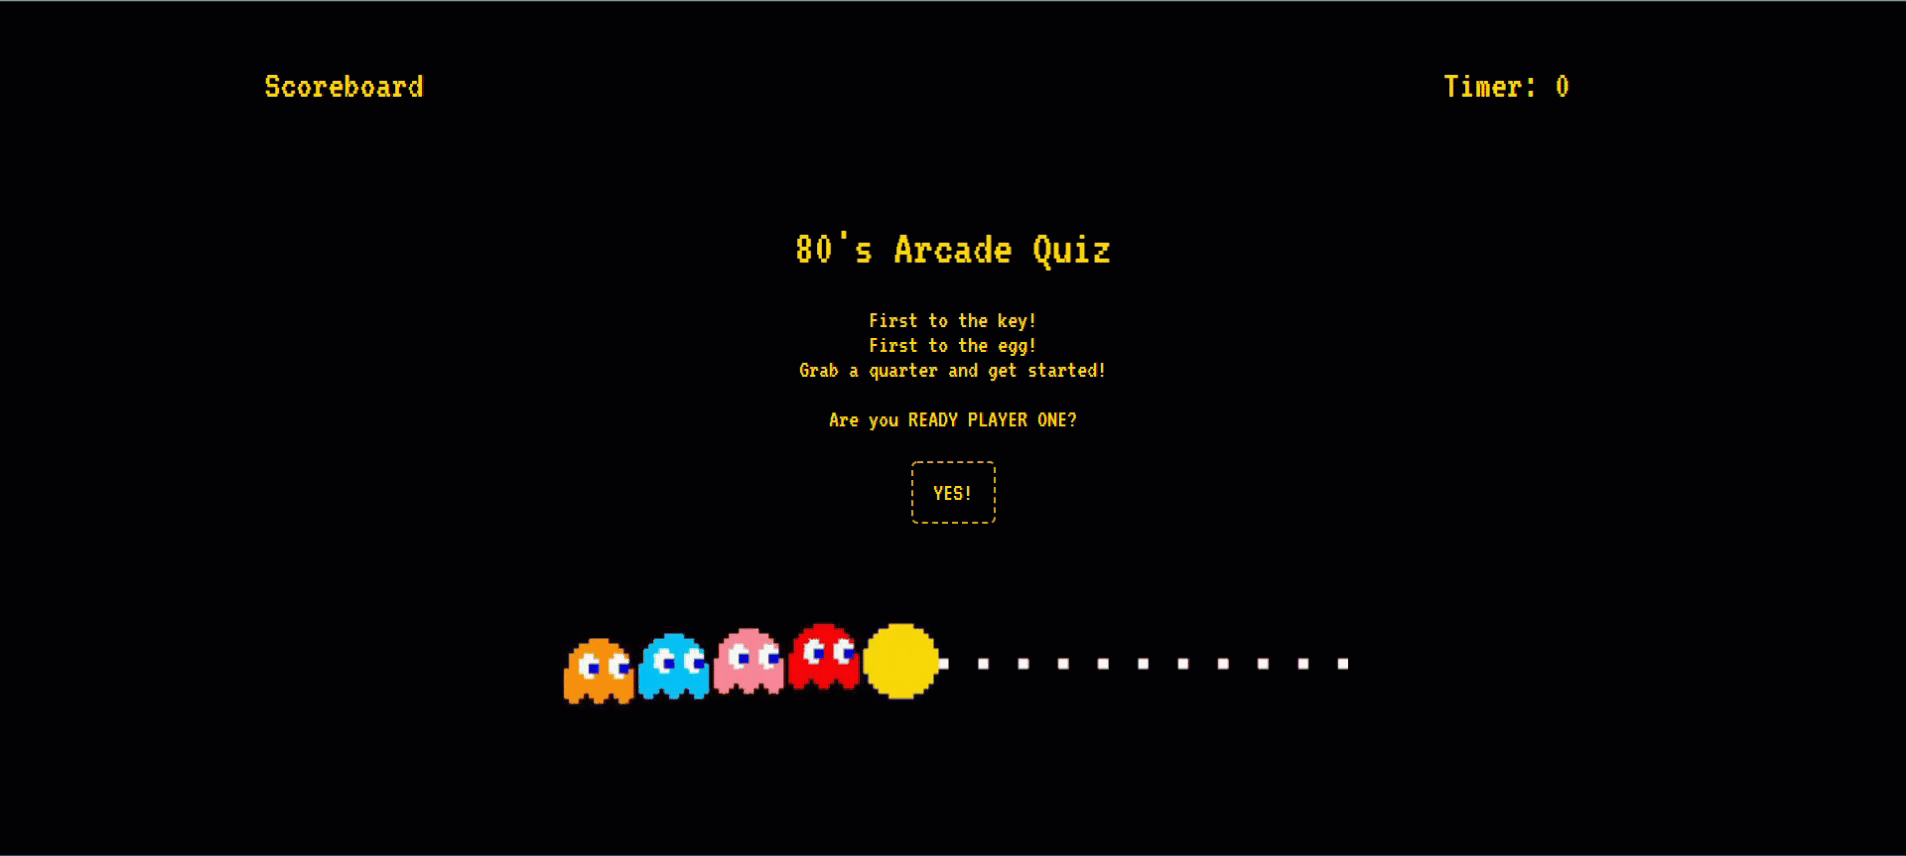 Scoreboard
Timer: 0
80's Arcade Quiz
First to the key!
First to the egg!
Grab a quarter and get started!
Are you READY PLAYER ONE?
YES!